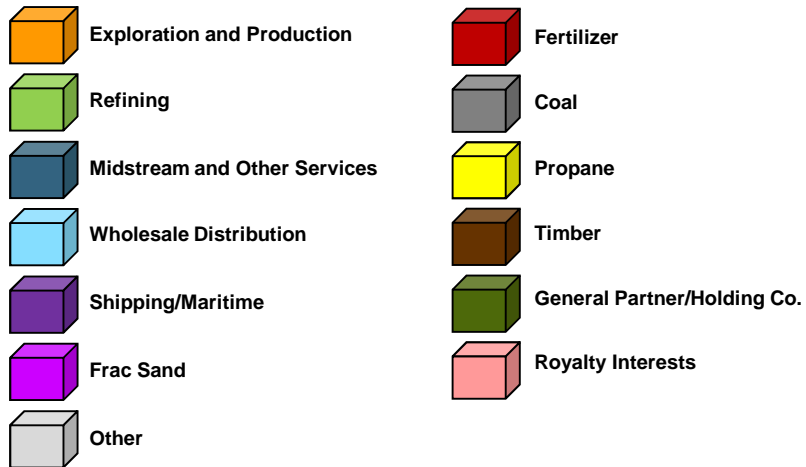 Exploration and Production
Refining
Midstream and Other Services
Wholesale Distribution
Shipping/Maritime
Frac Sand
Other
Fertilizer
Coal
Propane
Timber
General Partner/Holding Co.
Royalty Interests